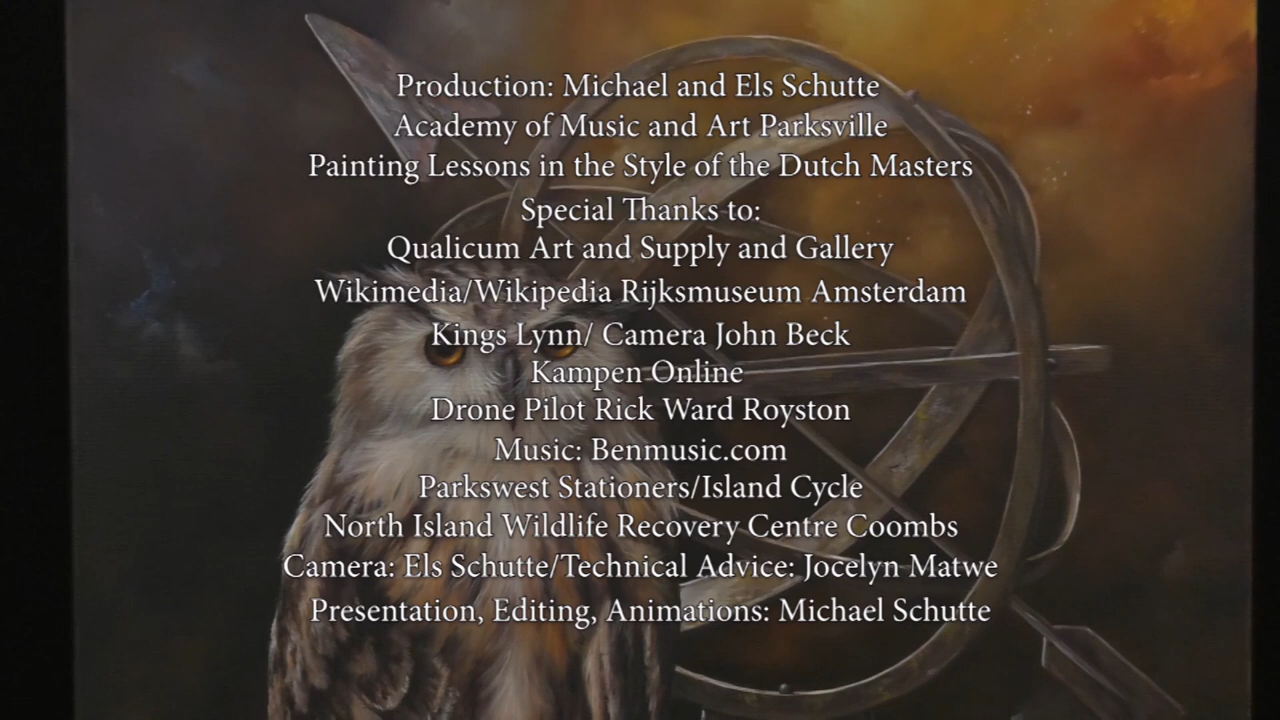 Production: Michael and Els Schutte
Academy of Music and Art Parksville
Painting Lessons in the Style of the Dutch Masters
Special Thanks to:
Qualicum Art and Supply and Gallery
Wikimedia/Wikipedia Rijksmuseum Amsterdam
Kings Lynn/ Camera John Beck
Kampen Online
Drone Pilot Rick Ward Royston
Music: Benmusic.com
Parkswest Stationers/Island Cycle
North Island Wildlife Recovery Centre Coombs
Camera: Els Schutte/Technical Advice: Jocelyn Matwe
Presentation, Editing, Animations: Michael Schutte